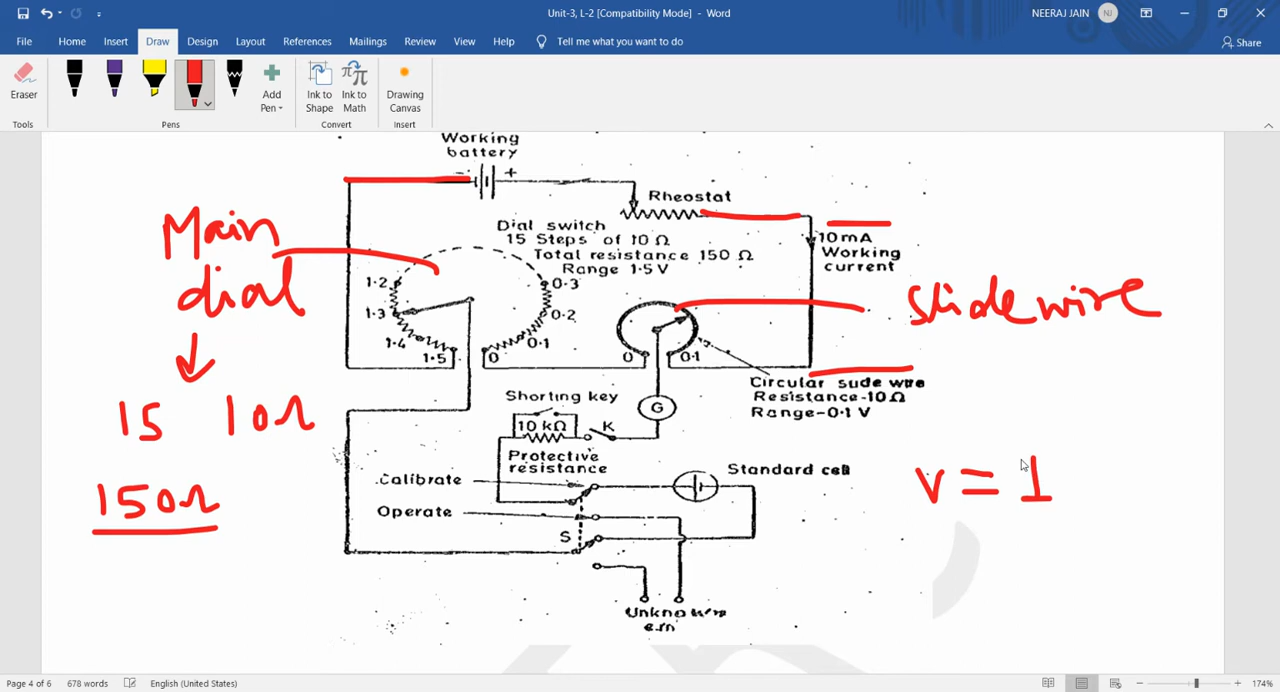 Unit-3, L-2 [Compatibility Mode] - Word
NEERAJ JAIN
NJ
File
Home
Insert
Draw
Design
Layout
References
Mailings
Review
View
Help
Tell me what you want to do
Share
Eraser
Add
Pen
Ink to
Shape
Ink to
Math
Drawing
Canvas
Tools
Pens
Convert
Insert
Working
battery
+
Rheostat
Main
dial
Dial switch
15 Steps of 10 Ω
Total resistance 150 Ω
Range 1.5 V
10 mA
Working
current
1.2
1.3
1.4
1.5
0
0.1
0.2
0.3
0
0.1
Slide wire
Circular slide wire
Resistance-10Ω
Range-0.1 V
15 10Ω
150Ω
Shorting key
10 kΩ
K
G
Protective
resistance
Calibrate
Operate
S
Standard cell
v = 1
Unknown
Page 4 of 6
678 words
English (United States)
174%